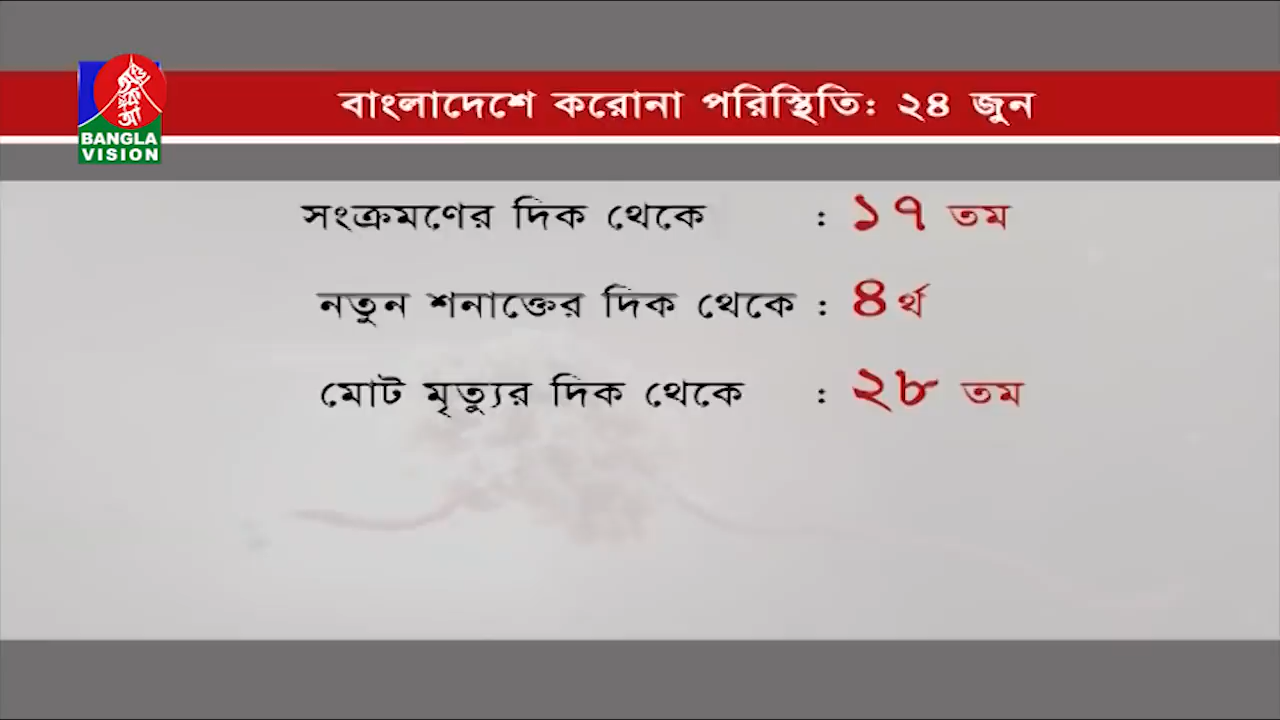 বাংলাদেশে করোনা পরিস্থিতি: ২৪ জুন
BANGLA
VISION
সংক্রমণের দিক থেকে : ১৭ তম
নতুন শনাক্তের দিক থেকে : ৪র্থ
মোট মৃত্যুর দিক থেকে : ২৮ তম